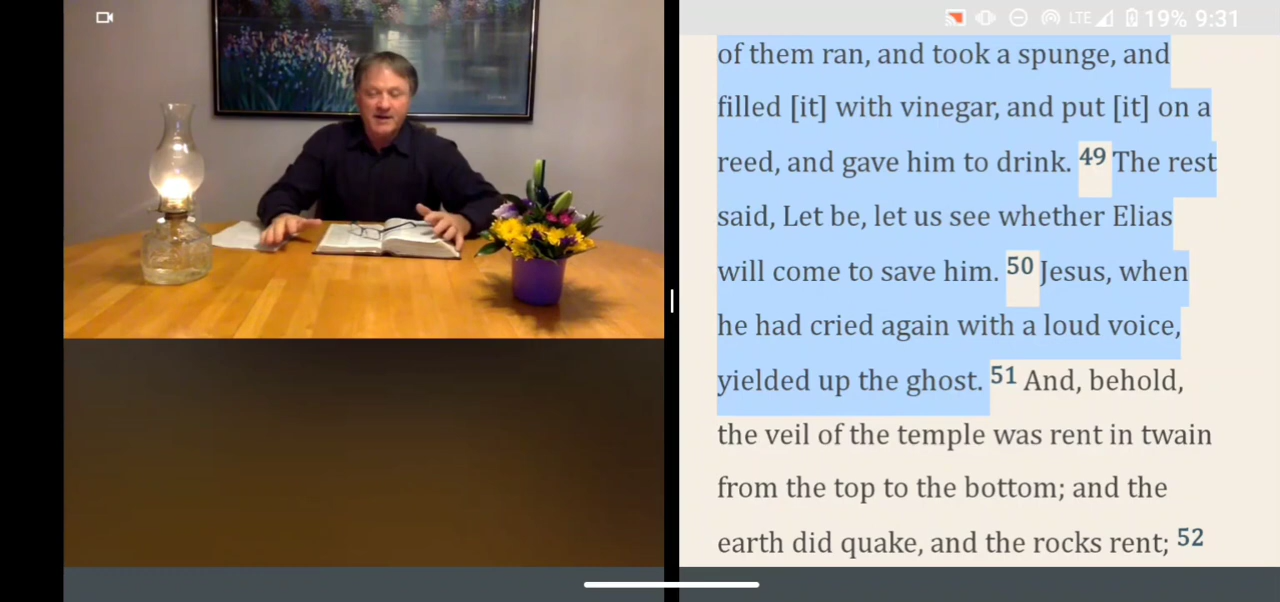 LTE 19% 9:31
of them ran, and took a spunge, and
filled [it] with vinegar, and put [it] on a
reed, and gave him to drink. 49 The rest
said, Let be, let us see whether Elias
will come to save him. 50 Jesus, when
he had cried again with a loud voice,
yielded up the ghost. 51 And, behold,
the veil of the temple was rent in twain
from the top to the bottom; and the
earth did quake, and the rocks rent; 52